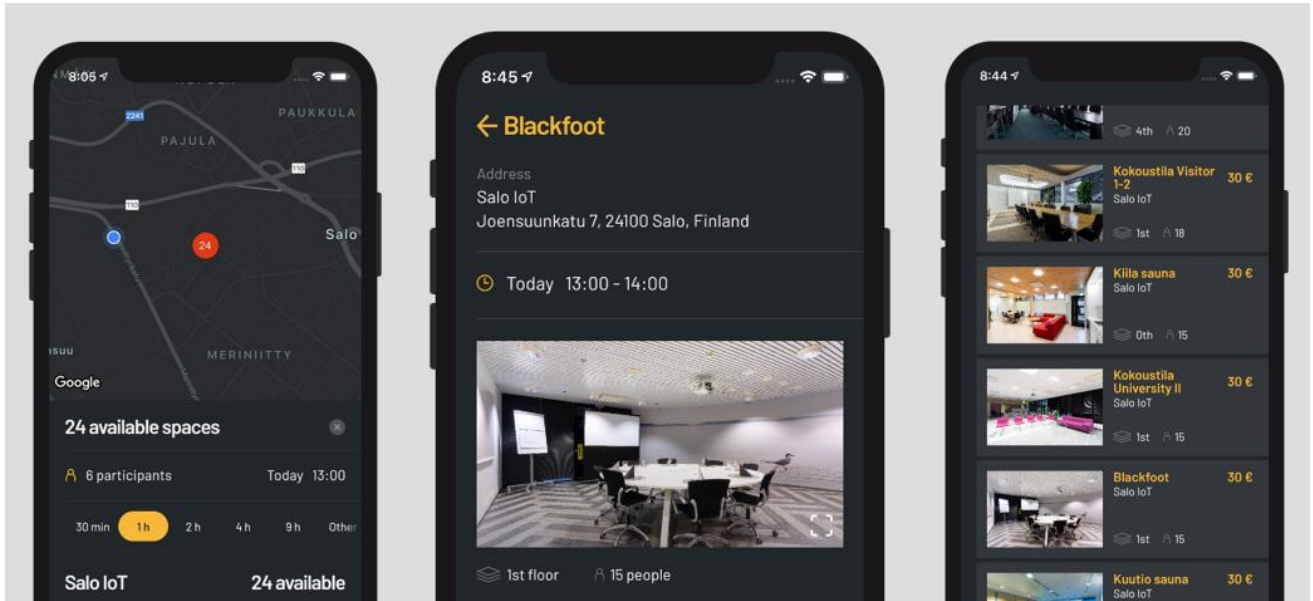 8:05
2241
PAUKKULA
PAJULA
110
110
24
Salo
MERINIITTY
Google
24 available spaces
6 participants
Today 13:00
30 min
1 h
2 h
4 h
9 h
Other
Salo IoT
24 available
8:45
← Blackfoot
Address
Salo IoT
Joensuunkatu 7, 24100 Salo, Finland
Today 13:00 - 14:00
1st floor
15 people
8:44
4th
20
Kokoustila Visitor
1-2
30 €
Salo IoT
1st
18
Kiila sauna
30 €
Salo IoT
0th
15
Kokoustila
University II
30 €
Salo IoT
1st
15
Blackfoot
30 €
Salo IoT
1st
15
Kuutio sauna
30 €
Salo IoT